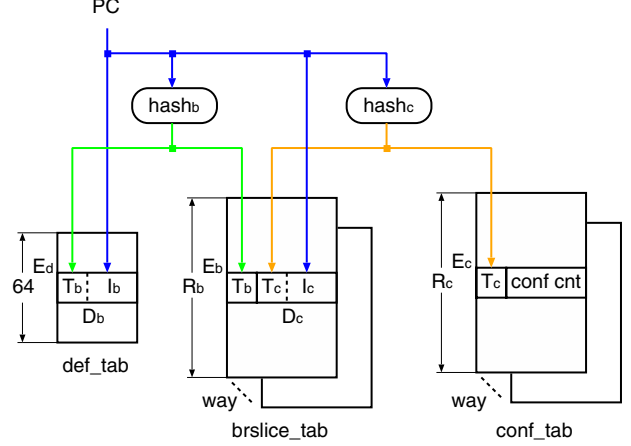 PC
hashb
hashc
64
Ed
Tb
Ib
Db
def_tab
Rb
Eb
Tb
Tc
Ic
Dc
way
brslice_tab
Rc
Ec
Tc
conf cnt
way
conf_tab